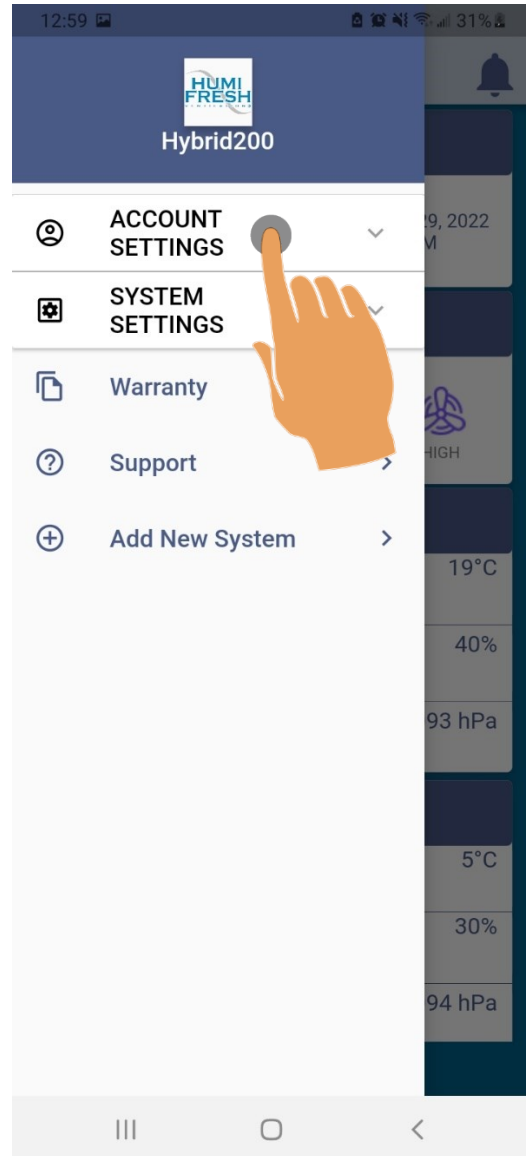 12:59
31%
HUMI
FRESH
Hybrid200
ACCOUNT
SETTINGS
SYSTEM
SETTINGS
Warranty
Support
Add New System
9, 2022
M
HIGH
19°C
40%
93 hPa
5°C
30%
94 hPa